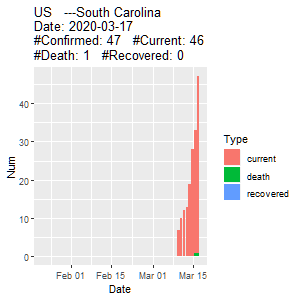 US   ---South Carolina
Date: 2020-03-17
#Confirmed: 47   #Current: 46
#Death: 1   #Recovered: 0
Num
40
30
20
10
0
Feb 01 Feb 15 Mar 01 Mar 15
Date
Type
current
death
recovered